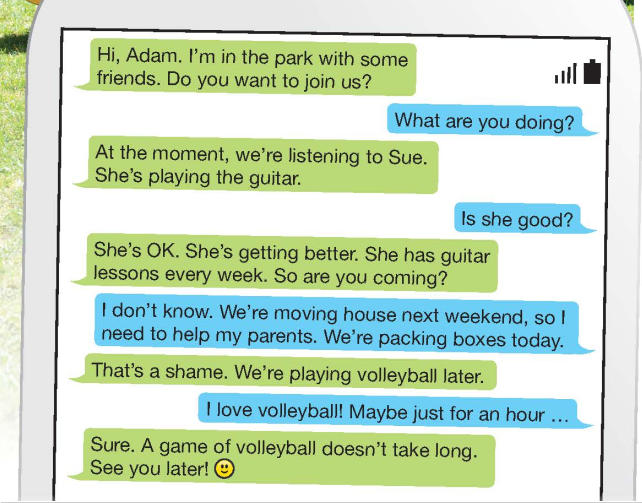 Hi, Adam. I'm in the park with some
friends. Do you want to join us?
What are you doing?
At the moment, we're listening to Sue.
She's playing the guitar.
Is she good?
She's OK. She's getting better. She has guitar
lessons every week. So are you coming?
I don't know. We're moving house next weekend, so I
need to help my parents. We're packing boxes today.
That's a shame. We're playing volleyball later.
I love volleyball! Maybe just for an hour …
Sure. A game of volleyball doesn't take long.
See you later!